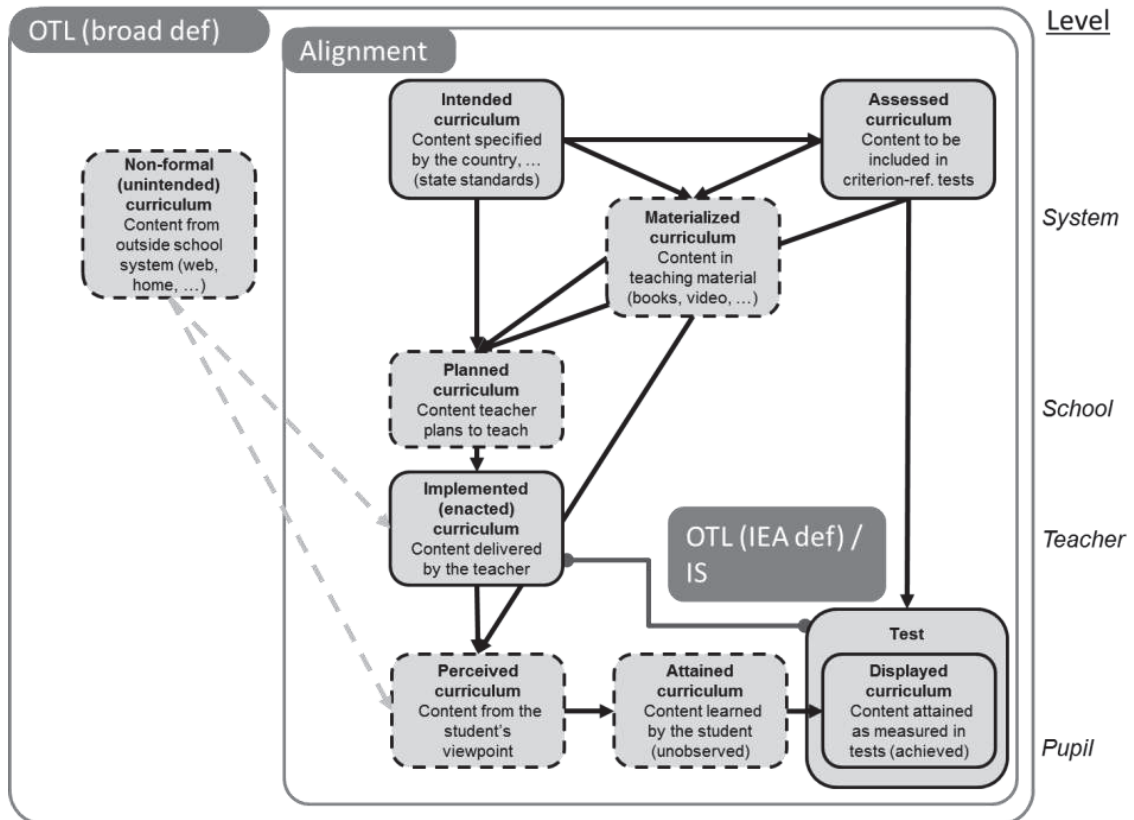 OTL (broad def)
Level
Alignment
Intended
curriculum
Content specified
by the country, ...
(state standards)
Assessed
curriculum
Content to be
included in
criterion-ref. tests
Non-formal
(unintended)
curriculum
Content from
outside school
system (web,
home, ...)
Materialized
curriculum
Content in
teaching material
(books, video, ...)
System
Planned
curriculum
Content teacher
plans to teach
School
Implemented
(enacted)
curriculum
Content delivered
by the teacher
OTL (IEA def) /
IS
Teacher
Test
Perceived
curriculum
Content from the
student's
viewpoint
Attained
curriculum
Content learned
by the student
(unobserved)
Displayed
curriculum
Content attained
as measured in
tests (achieved)
Pupil